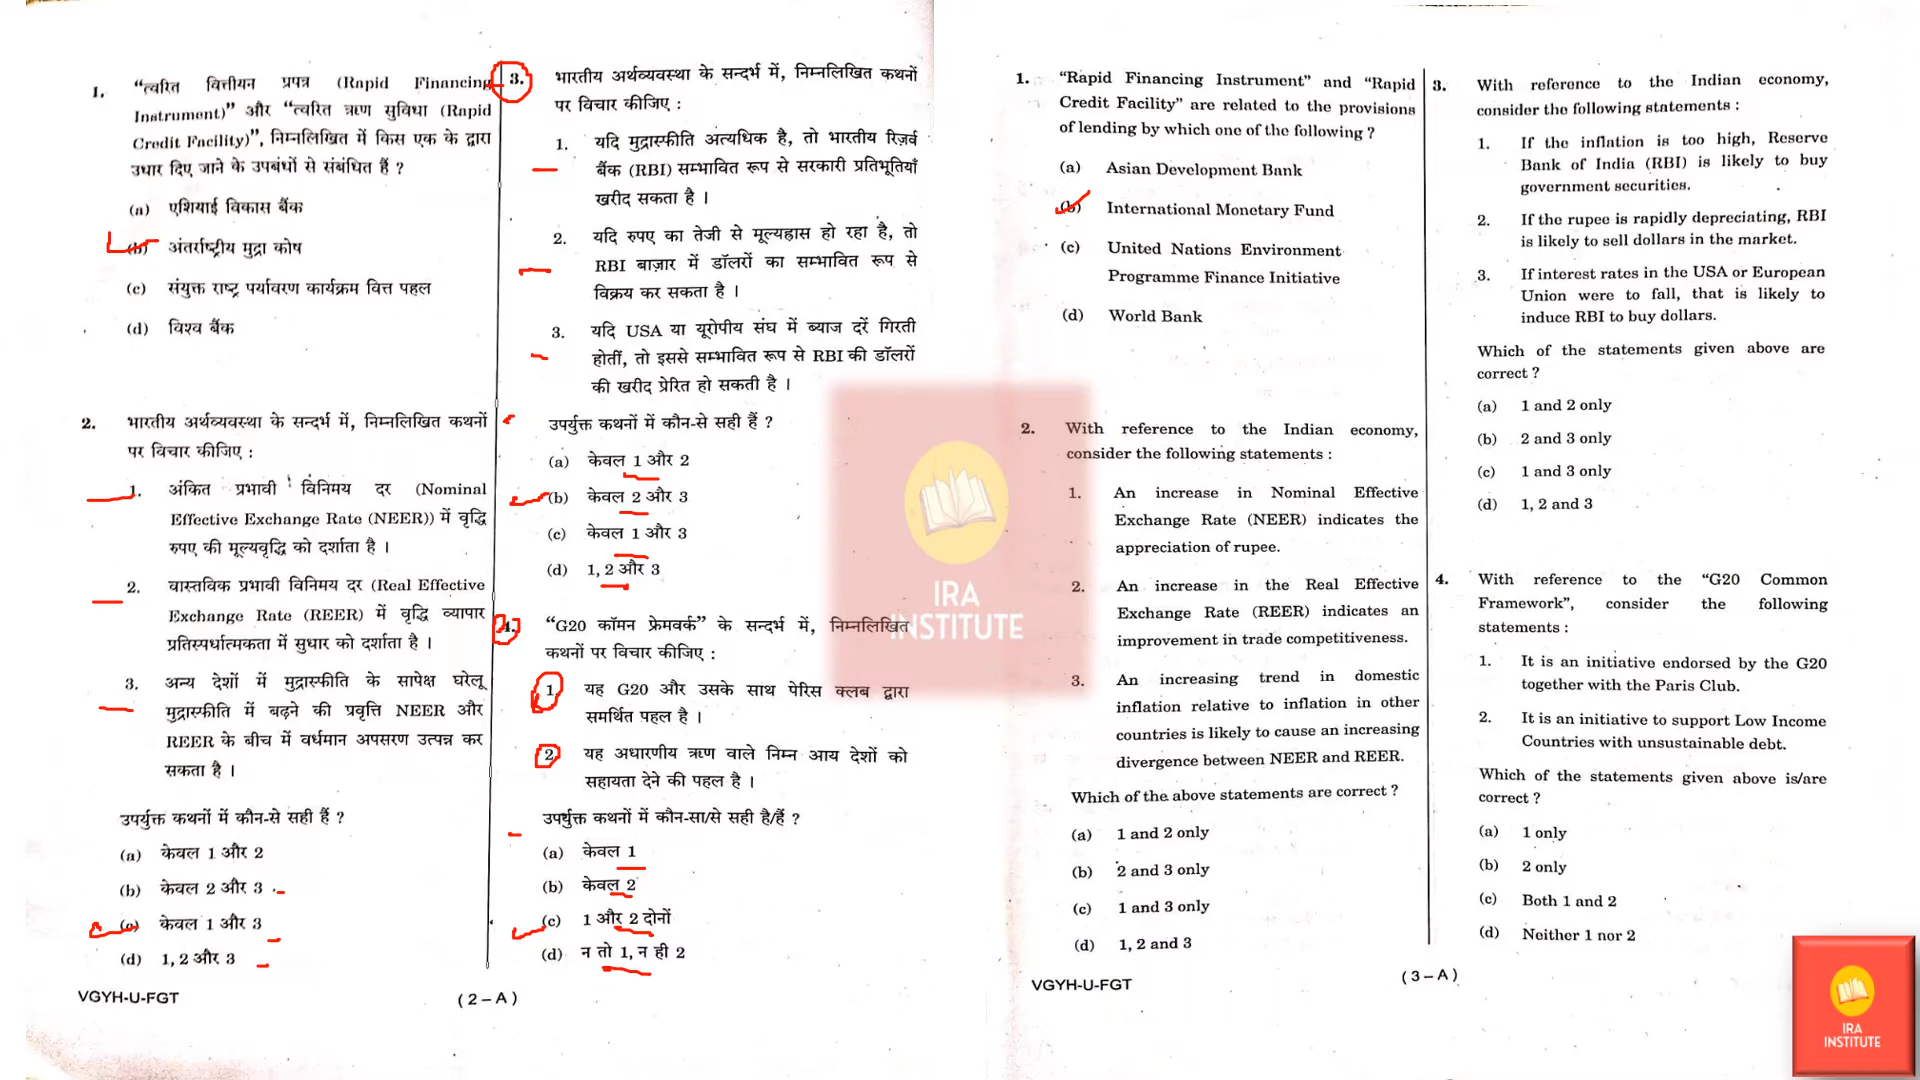 1. “त्वरित वित्तीयन प्रपत्र (Rapid Financing
Instrument)” और “त्वरित ऋण सुविधा (Rapid
Credit Facility)”, निम्नलिखित में किस एक के द्वारा
उधार दिए जाने के उपबंधों से संबंधित हैं ?
(a) एशियाई विकास बैंक
(b) अंतर्राष्ट्रीय मुद्रा कोष
(c) संयुक्त राष्ट्र पर्यावरण कार्यक्रम वित्त पहल
(d) विश्व बैंक
2. भारतीय अर्थव्यवस्था के सन्दर्भ में, निम्नलिखित कथनों
पर विचार कीजिए :
1. अंकित प्रभावी विनिमय दर (Nominal
Effective Exchange Rate (NEER)) में वृद्धि
रुपए की मूल्यवृद्धि को दर्शाता है ।
2. वास्तविक प्रभावी विनिमय दर (Real Effective
Exchange Rate (REER) में वृद्धि व्यापार
प्रतिस्पर्धात्मकता में सुधार को दर्शाता है ।
3. अन्य देशों में मुद्रास्फीति के सापेक्ष घरेलू
मुद्रास्फीति में बढ़ने की प्रवृत्ति NEER और
REER के बीच में वर्धमान अपसरण उत्पन्न कर
सकता है ।
उपर्युक्त कथनों में कौन-से सही हैं ?
(a) केवल 1 और 2
(b) केवल 2 और 3
(c) केवल 1 और 3
(d) 1, 2 और 3
VGYH-U-FGT
( 2 – A )
3. भारतीय अर्थव्यवस्था के सन्दर्भ में, निम्नलिखित कथनों
पर विचार कीजिए :
1. यदि मुद्रास्फीति अत्यधिक है, तो भारतीय रिज़र्व
बैंक (RBI) सम्भावित रूप से सरकारी प्रतिभूतियाँ
खरीद सकता है ।
2. यदि रुपए का तेजी से मूल्यह्रास हो रहा है, तो
RBI बाज़ार में डॉलरों का सम्भावित रूप से
विक्रय कर सकता है ।
3. यदि USA या यूरोपीय संघ में ब्याज दरें गिरती
होतीं, तो इससे सम्भावित रूप से RBI की डॉलरों
की खरीद प्रेरित हो सकती है ।
उपर्युक्त कथनों में कौन-से सही हैं ?
(a) केवल 1 और 2
(b) केवल 2 और 3
(c) केवल 1 और 3
(d) 1, 2 और 3
4. “G20 कॉमन फ्रेमवर्क” के सन्दर्भ में, निम्नलिखित
कथनों पर विचार कीजिए :
1. यह G20 और उसके साथ पेरिस क्लब द्वारा
समर्थित पहल है ।
2. यह अधारणीय ऋण वाले निम्न आय देशों को
सहायता देने की पहल है ।
उपर्युक्त कथनों में कौन-सा/से सही है/हैं ?
(a) केवल 1
(b) केवल 2
(c) 1 और 2 दोनों
(d) न तो 1, न ही 2
1. “Rapid Financing Instrument” and “Rapid
Credit Facility” are related to the provisions
of lending by which one of the following ?
(a) Asian Development Bank
(b) International Monetary Fund
(c) United Nations Environment
Programme Finance Initiative
(d) World Bank
2. With reference to the Indian economy,
consider the following statements :
1. An increase in Nominal Effective
Exchange Rate (NEER) indicates the
appreciation of rupee.
2. An increase in the Real Effective
Exchange Rate (REER) indicates an
improvement in trade competitiveness.
3. An increasing trend in domestic
inflation relative to inflation in other
countries is likely to cause an increasing
divergence between NEER and REER.
Which of the above statements are correct ?
(a) 1 and 2 only
(b) 2 and 3 only
(c) 1 and 3 only
(d) 1, 2 and 3
VGYH-U-FGT
( 3 – A )
3. With reference to the Indian economy,
consider the following statements :
1. If the inflation is too high, Reserve
Bank of India (RBI) is likely to buy
government securities.
2. If the rupee is rapidly depreciating, RBI
is likely to sell dollars in the market.
3. If interest rates in the USA or European
Union were to fall, that is likely to
induce RBI to buy dollars.
Which of the statements given above are
correct ?
(a) 1 and 2 only
(b) 2 and 3 only
(c) 1 and 3 only
(d) 1, 2 and 3
4. With reference to the “G20 Common
Framework”, consider the following
statements :
1. It is an initiative endorsed by the G20
together with the Paris Club.
2. It is an initiative to support Low Income
Countries with unsustainable debt.
Which of the statements given above is/are
correct ?
(a) 1 only
(b) 2 only
(c) Both 1 and 2
(d) Neither 1 nor 2
IRA
INSTITUTE
IRA
INSTITUTE